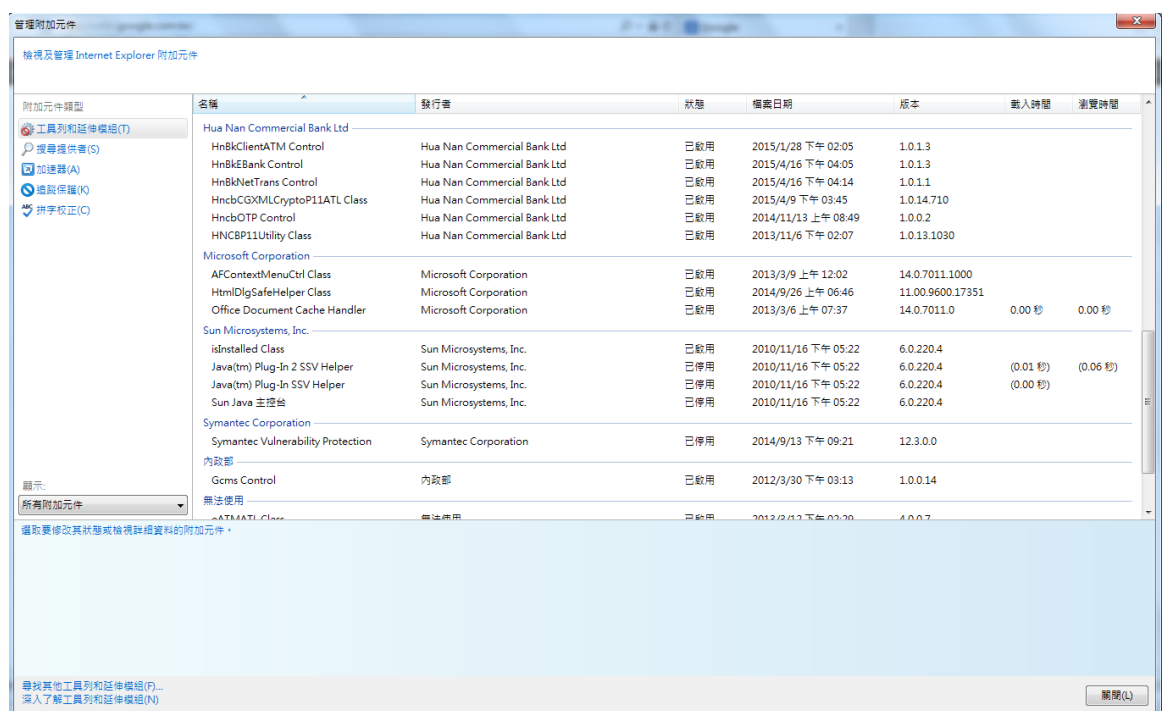 管理附加元件
Google
檢視及管理 Internet Explorer 附加元件
附加元件類型
工具列和延伸模組(T)
搜尋提供者(S)
加速器(A)
追蹤保護(K)
ABC 拼字校正(C)
顯示:
所有附加元件
名稱 發行者 狀態 檔案日期 版本 載入時間 瀏覽時間
Hua Nan Commercial Bank Ltd
HnBkClientATM Control Hua Nan Commercial Bank Ltd 已啟用 2015/1/28 下午 02:05 1.0.1.3
HnBkEBank Control Hua Nan Commercial Bank Ltd 已啟用 2015/4/16 下午 04:05 1.0.1.3
HnBkNetTrans Control Hua Nan Commercial Bank Ltd 已啟用 2015/4/16 下午 04:14 1.0.1.1
HncbCGXMLCryptoP11ATL Class Hua Nan Commercial Bank Ltd 已啟用 2015/4/9 下午 03:45 1.0.14.710
HncbOTP Control Hua Nan Commercial Bank Ltd 已啟用 2014/11/13 上午 08:49 1.0.0.2
HNCBP11Utility Class Hua Nan Commercial Bank Ltd 已啟用 2013/11/6 下午 02:07 1.0.13.1030
Microsoft Corporation
AFContextMenuCtrl Class Microsoft Corporation 已啟用 2013/3/9 上午 12:02 14.0.7011.1000
HtmlDlgSafeHelper Class Microsoft Corporation 已啟用 2014/9/26 上午 06:46 11.00.9600.17351
Office Document Cache Handler Microsoft Corporation 已啟用 2013/3/6 上午 07:37 14.0.7011.0 0.00 秒 0.00 秒
Sun Microsystems, Inc.
isInstalled Class Sun Microsystems, Inc. 已啟用 2010/11/16 下午 05:22 6.0.220.4
Java(tm) Plug-In 2 SSV Helper Sun Microsystems, Inc. 已停用 2010/11/16 下午 05:22 6.0.220.4 (0.01 秒) (0.06 秒)
Java(tm) Plug-In SSV Helper Sun Microsystems, Inc. 已停用 2010/11/16 下午 05:22 6.0.220.4 (0.00 秒)
Sun Java 主控台 Sun Microsystems, Inc. 已停用 2010/11/16 下午 05:22 6.0.220.4
Symantec Corporation
Symantec Vulnerability Protection Symantec Corporation 已停用 2014/9/13 下午 09:21 12.3.0.0
內政部
Gcms Control 內政部 已啟用 2012/3/30 下午 03:13 1.0.0.14
無法使用
eATMATL Class 無法使用 已啟用 2013/3/12 下午 02:29 4.0.0.7
選取要修改其狀態或檢視詳細資料的附加元件。
尋找其他工具列和延伸模組(F)...
深入了解工具列和延伸模組(N)
關閉(L)